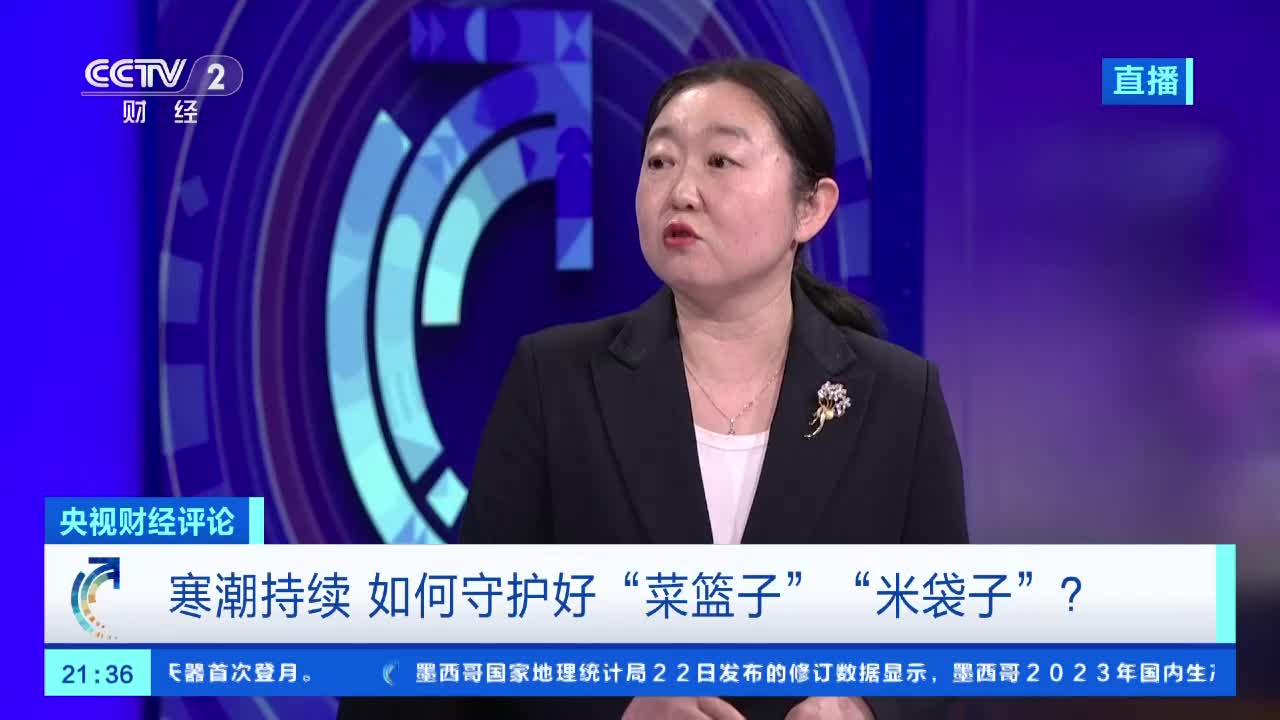 CCTV 2
财 经
直播
央视财经评论
寒潮持续 如何守护好“菜篮子” “米袋子”？
21:36 天器首次登月。 墨西哥国家地理统计局22日发布的修订数据显示，墨西哥2023年国内生